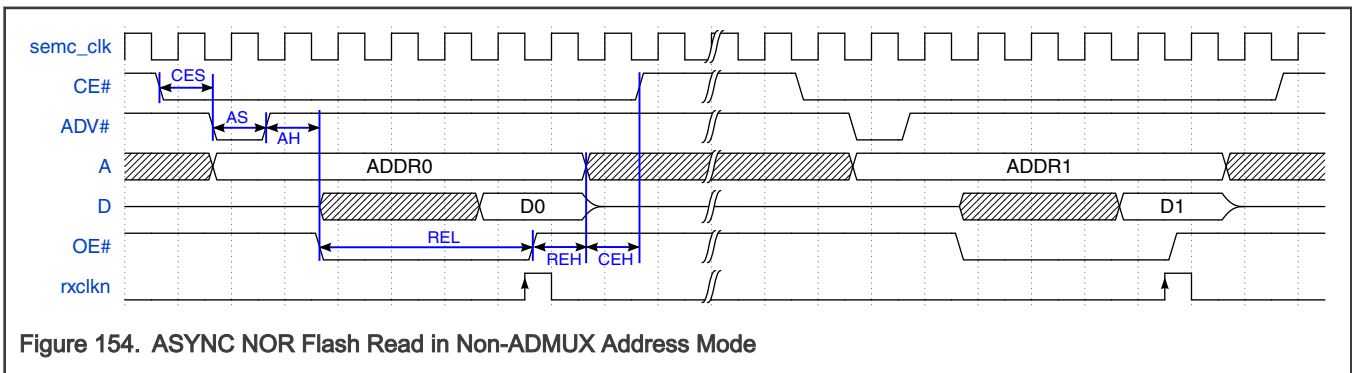 semc_clk
CE# CES
ADV# AS AH
A ADDR0 ADDR1
D D0 D1
OE# REL REH CEH
rxclkn
Figure 154. ASYNC NOR Flash Read in Non-ADMUX Address Mode